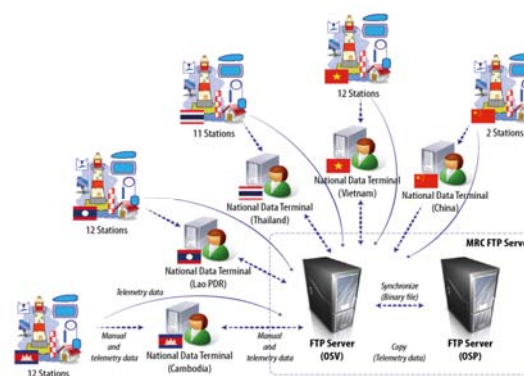 12 Stations
11 Stations
2 Stations
National Data Terminal
(Vietnam)
National Data Terminal
(Thailand)
National Data Terminal
(China)
12 Stations
MRC FTP Server
National Data Terminal
(Lao PDR)
Synchronize
(Binary file)
Telemetry data
FTP Server
(OSV)
FTP Server
(OSP)
Manual
and
telemetry data
National Data Terminal
(Cambodia)
Manual
and
telemetry data
Copy
(Telemetry data)
12 Stations